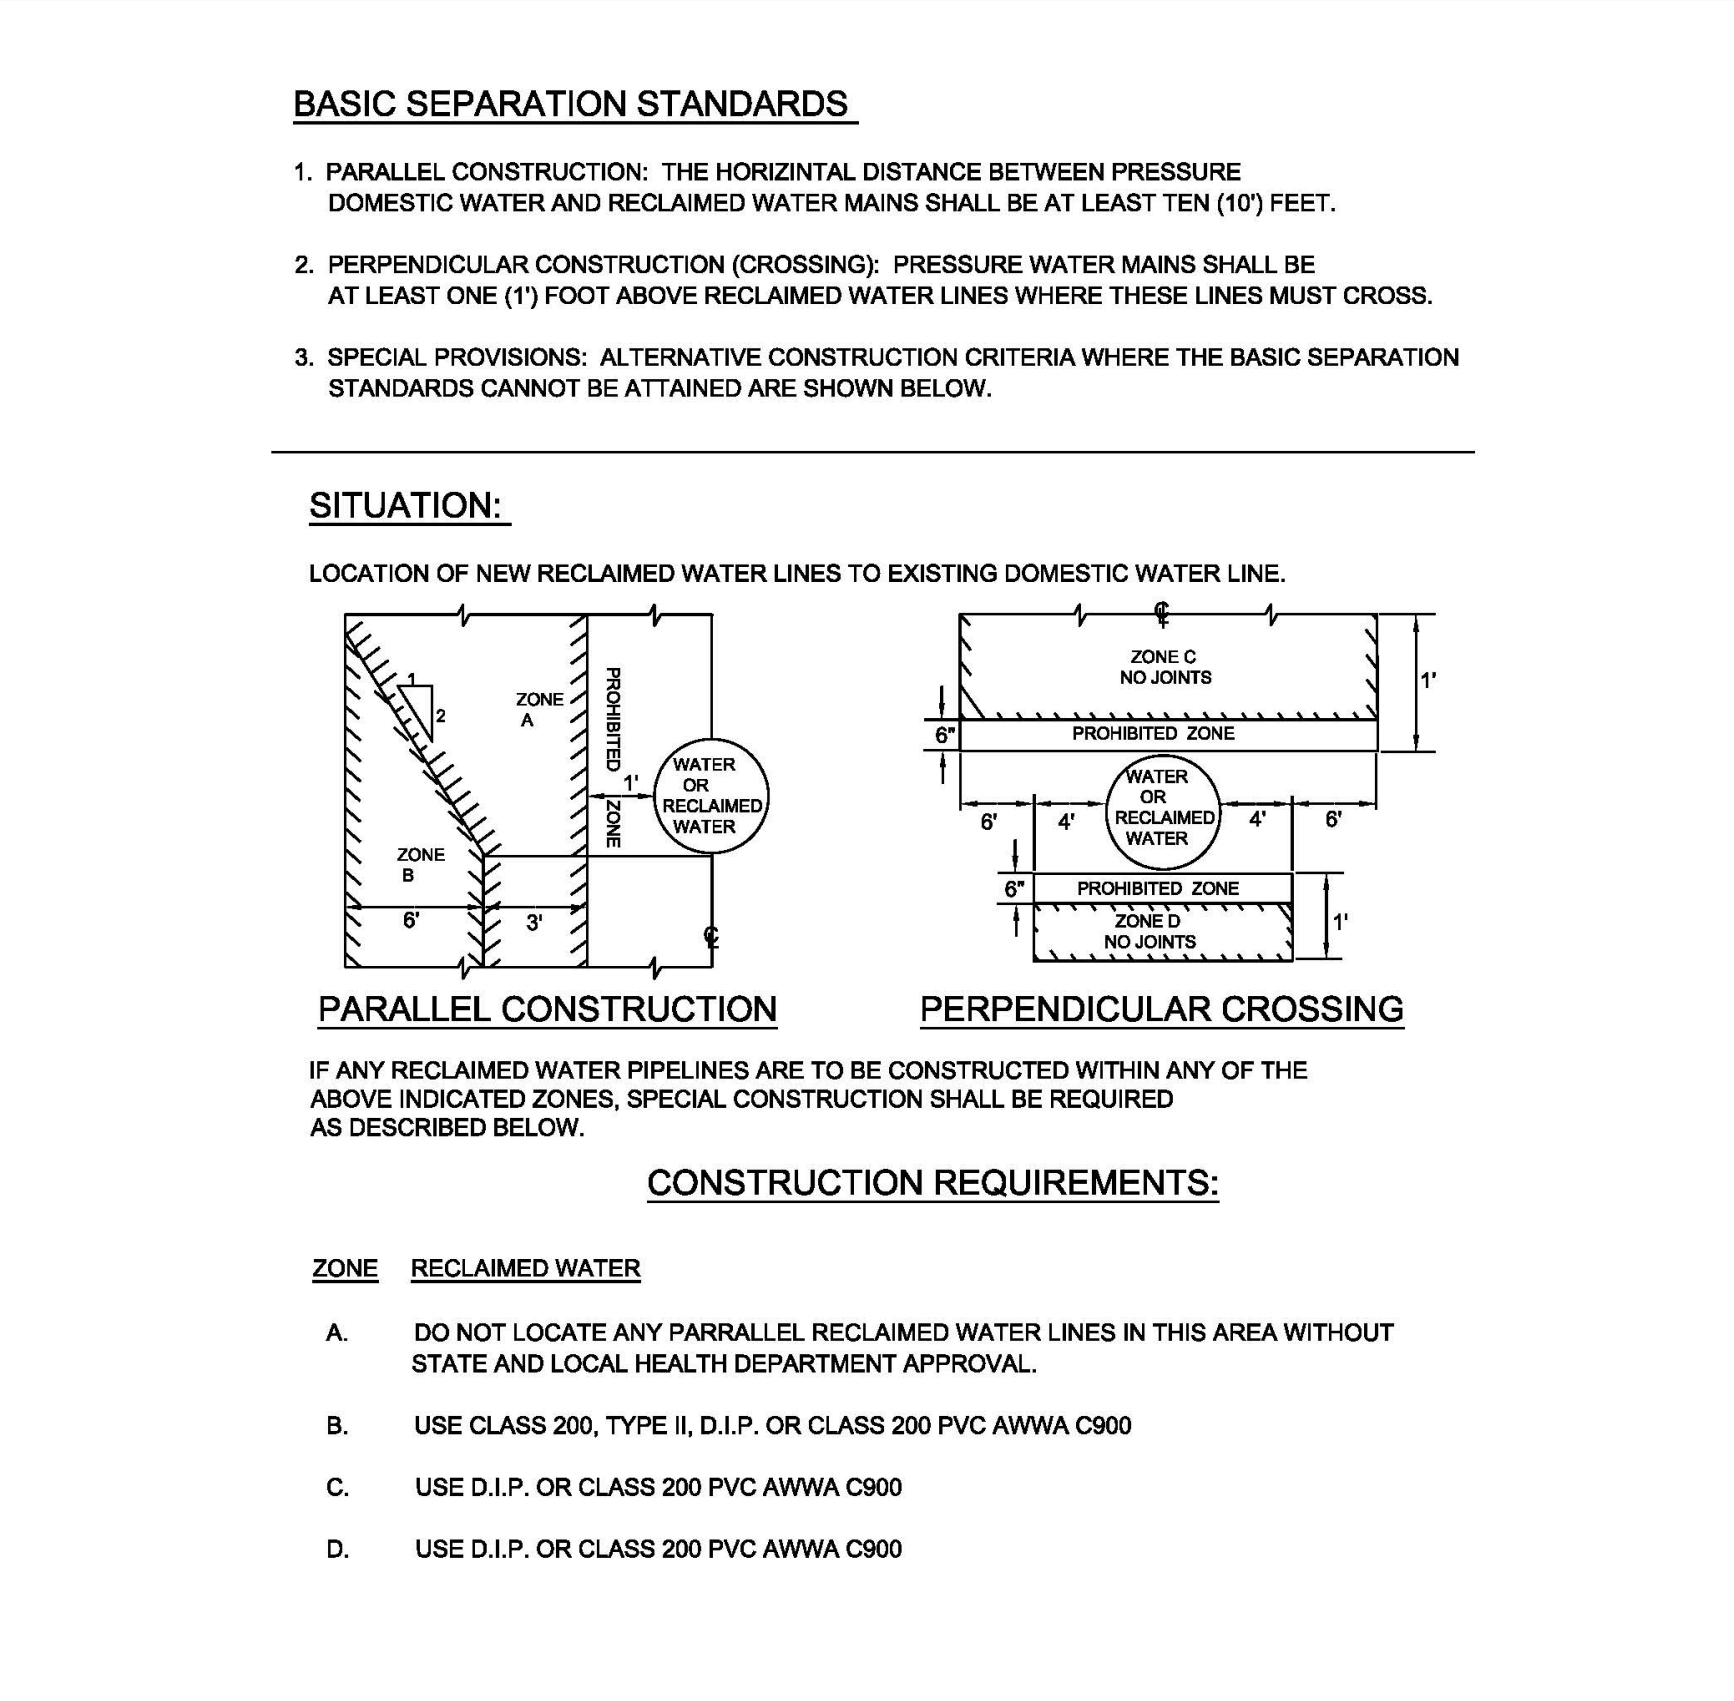 BASIC SEPARATION STANDARDS
1. PARALLEL CONSTRUCTION: THE HORIZINTAL DISTANCE BETWEEN PRESSURE
DOMESTIC WATER AND RECLAIMED WATER MAINS SHALL BE AT LEAST TEN (10') FEET.
2. PERPENDICULAR CONSTRUCTION (CROSSING): PRESSURE WATER MAINS SHALL BE
AT LEAST ONE (1') FOOT ABOVE RECLAIMED WATER LINES WHERE THESE LINES MUST CROSS.
3. SPECIAL PROVISIONS: ALTERNATIVE CONSTRUCTION CRITERIA WHERE THE BASIC SEPARATION
STANDARDS CANNOT BE ATTAINED ARE SHOWN BELOW.
SITUATION:
LOCATION OF NEW RECLAIMED WATER LINES TO EXISTING DOMESTIC WATER LINE.
1
2
ZONE
A
PROHIBITED ZONE
1'
WATER
OR
RECLAIMED
WATER
ZONE
B
6'
3'
CL
PARALLEL CONSTRUCTION
CL
ZONE C
NO JOINTS
1'
6"
PROHIBITED ZONE
WATER
OR
RECLAIMED
WATER
6'
4'
4'
6'
6"
PROHIBITED ZONE
ZONE D
NO JOINTS
1'
PERPENDICULAR CROSSING
IF ANY RECLAIMED WATER PIPELINES ARE TO BE CONSTRUCTED WITHIN ANY OF THE
ABOVE INDICATED ZONES, SPECIAL CONSTRUCTION SHALL BE REQUIRED
AS DESCRIBED BELOW.
CONSTRUCTION REQUIREMENTS:
ZONE RECLAIMED WATER
A. DO NOT LOCATE ANY PARRALLEL RECLAIMED WATER LINES IN THIS AREA WITHOUT
STATE AND LOCAL HEALTH DEPARTMENT APPROVAL.
B. USE CLASS 200, TYPE II, D.I.P. OR CLASS 200 PVC AWWA C900
C. USE D.I.P. OR CLASS 200 PVC AWWA C900
D. USE D.I.P. OR CLASS 200 PVC AWWA C900